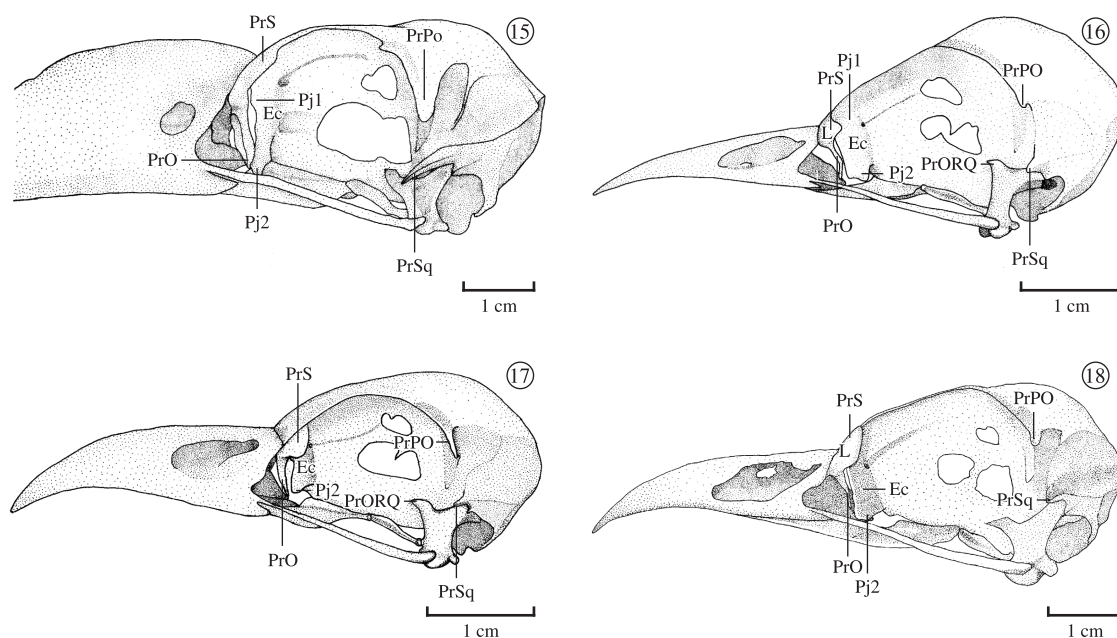 PrS
PrPo
15
Pj1
Ec
PrO
Pj2
PrSq
1 cm
16
Pj1
PrS
PrPO
L
Ec
PrORQ
Pj2
PrO
PrSq
1 cm
17
PrS
PrPO
Ec
Pj2
PrORQ
PrO
PrSq
1 cm
18
PrPO
PrS
L
Ec
PrSq
PrO
Pj2
1 cm